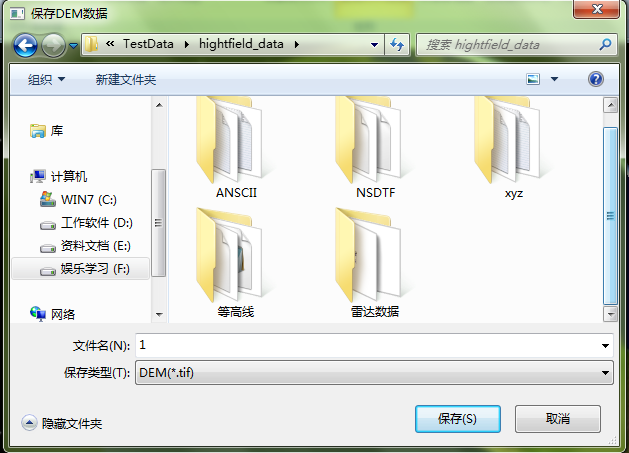 保存DEM数据
« TestData hightfield_data
搜索 hightfield_data
组织 新建文件夹
库
计算机
WIN7 (C:)
工作软件 (D:)
资料文档 (E:)
娱乐学习 (F:)
网络
ANSCII
NSDTF
xyz
等高线
雷达数据
文件名(N): 1
保存类型(T): DEM(*.tif)
隐藏文件夹
保存(S)
取消